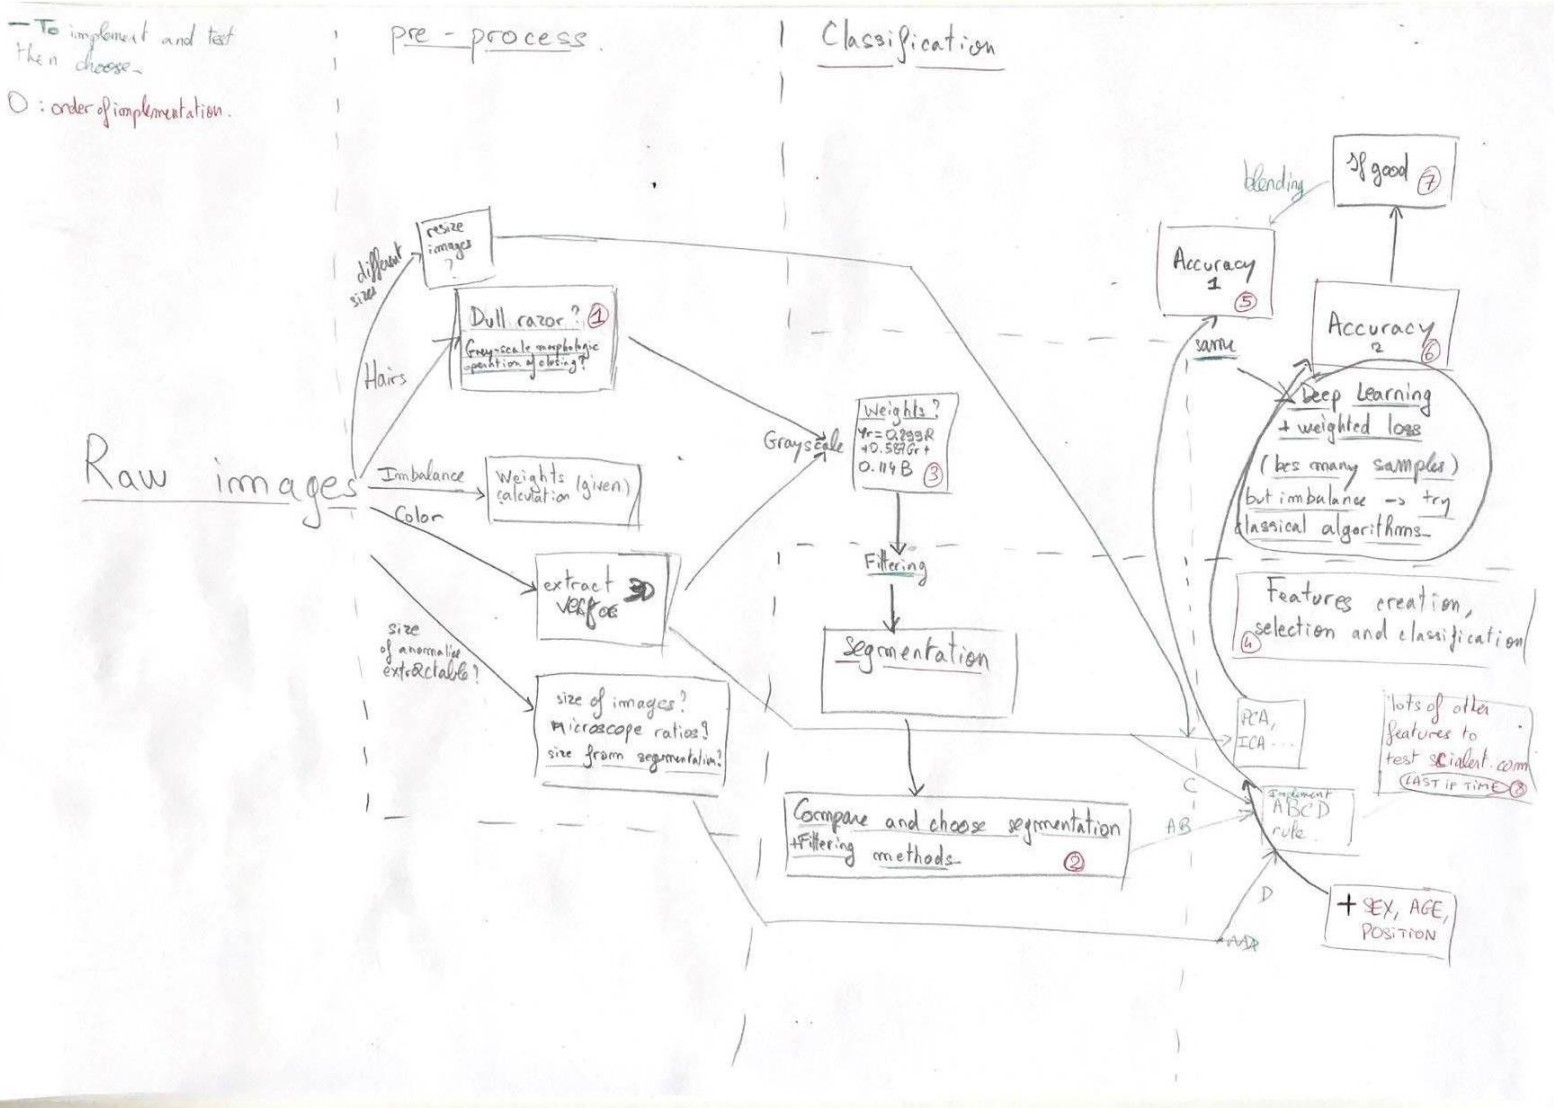 — To implement and test
then choose
O : order of implementation.
pre - process.
Classification
different
sizes
resize
images
?
Hairs
Dull razor ? 1
Grey-scale morphologic
operation of closing?
Raw images
Imbalance
Weights (given)
calculation
Color
extract
3D
size
of anomalies
extractable?
size of images?
Microscope ratios?
size from segmentation?
Grayscale
Weights ?
Yr = 0.299R
+0.587Gr+
0.114 B 3
Filtering
segmentation
Compare and choose segmentation
+Filtering methods 2
blending
If good 7
Accuracy
1
5
same
Accuracy
2 6
Deep Learning
+ weighted loss
(bcs many samples)
but imbalance -> try
classical algorithms
Features creation,
selection and classification
4
PCA,
ICA ...
C
AB
D
Implement
ABCD
rule
lots of other
features to
test scialert.com
LAST IF TIME 8
+ SEX, AGE,
POSITION